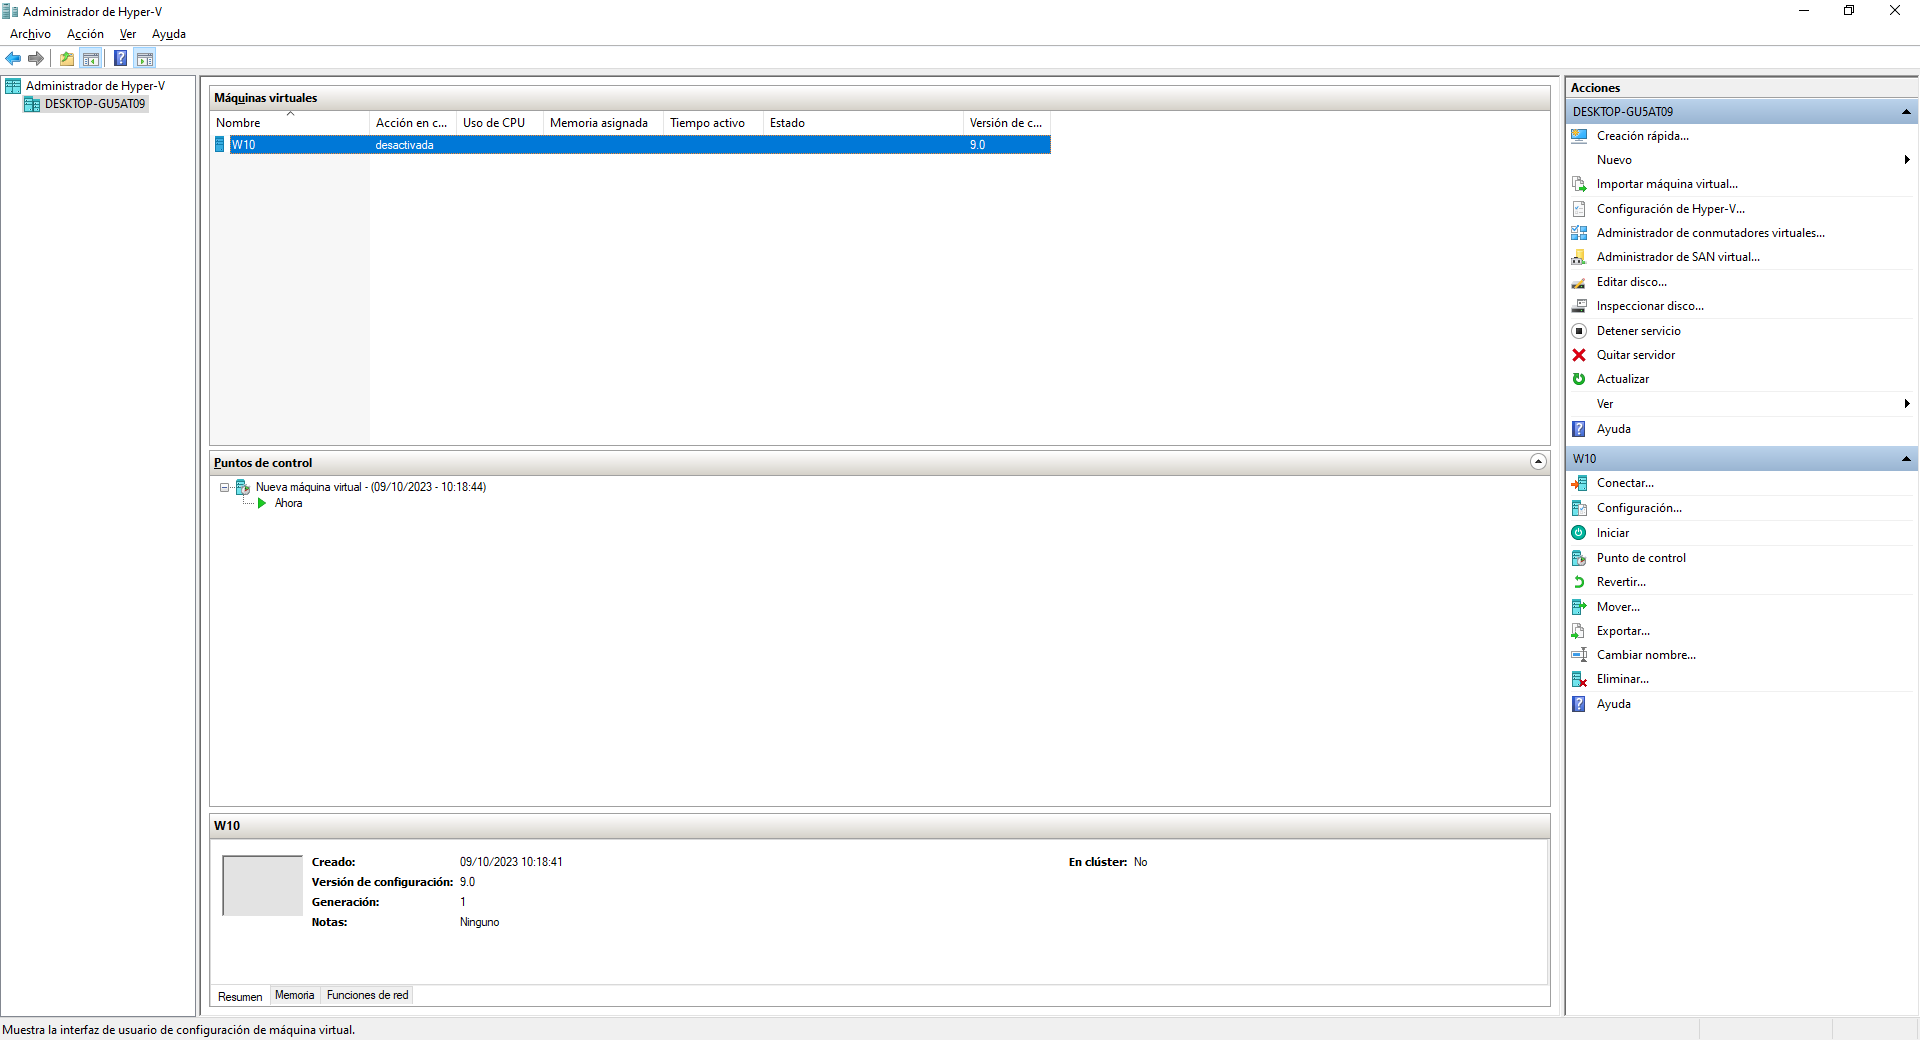 Administrador de Hyper-V
Archivo Acción Ver Ayuda
Administrador de Hyper-V
DESKTOP-GU5AT09
Máquinas virtuales
Nombre Acción en c... Uso de CPU Memoria asignada Tiempo activo Estado Versión de c...
W10 desactivada 9.0
Puntos de control
Nueva máquina virtual - (09/10/2023 - 10:18:44)
Ahora
W10
Creado: 09/10/2023 10:18:41 En clúster: No
Versión de configuración: 9.0
Generación: 1
Notas: Ninguno
Resumen Memoria Funciones de red
Acciones
DESKTOP-GU5AT09
Creación rápida...
Nuevo
Importar máquina virtual...
Configuración de Hyper-V...
Administrador de conmutadores virtuales...
Administrador de SAN virtual...
Editar disco...
Inspeccionar disco...
Detener servicio
Quitar servidor
Actualizar
Ver
Ayuda
W10
Conectar...
Configuración...
Iniciar
Punto de control
Revertir...
Mover...
Exportar...
Cambiar nombre...
Eliminar...
Ayuda
Muestra la interfaz de usuario de configuración de máquina virtual.